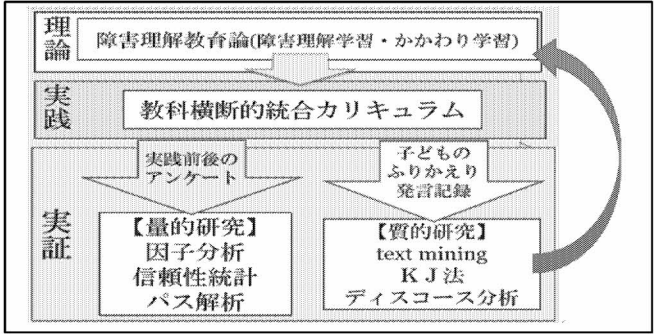 理論
障害理解教育論(障害理解学習・かかわり学習)
実践
教科横断的統合カリキュラム
実証
実践前後の
アンケート
子どもの
ふりかえり
発言記録
【量的研究】
因子分析
信頼性統計
パス解析
【質的研究】
text mining
ＫＪ法
ディスコース分析